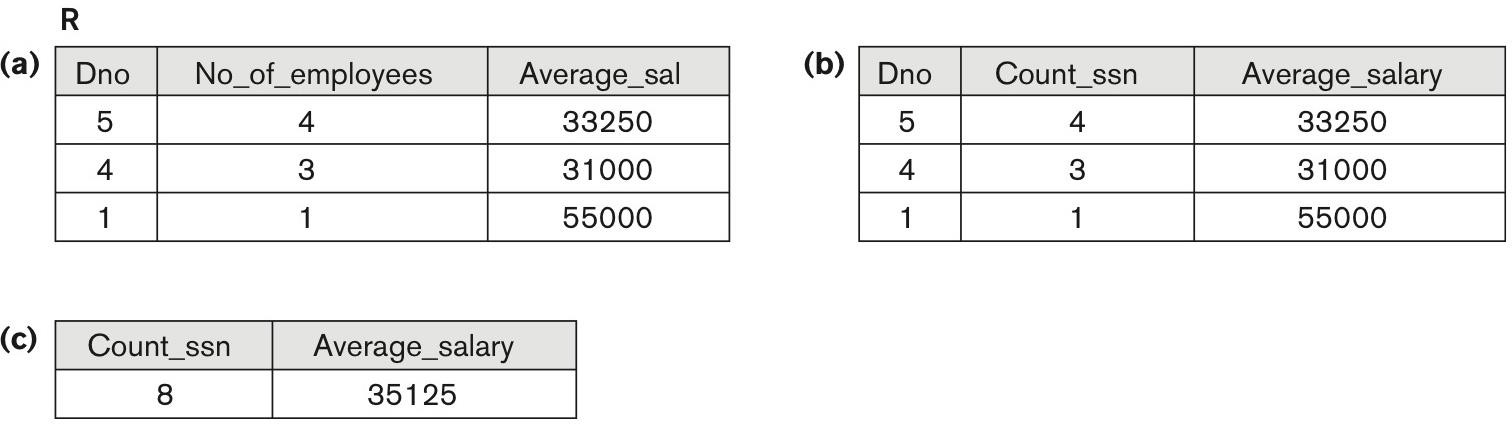 R
(a) Dno No_of_employees Average_sal
5 4 33250
4 3 31000
1 1 55000
(b) Dno Count_ssn Average_salary
5 4 33250
4 3 31000
1 1 55000
(c) Count_ssn Average_salary
8 35125